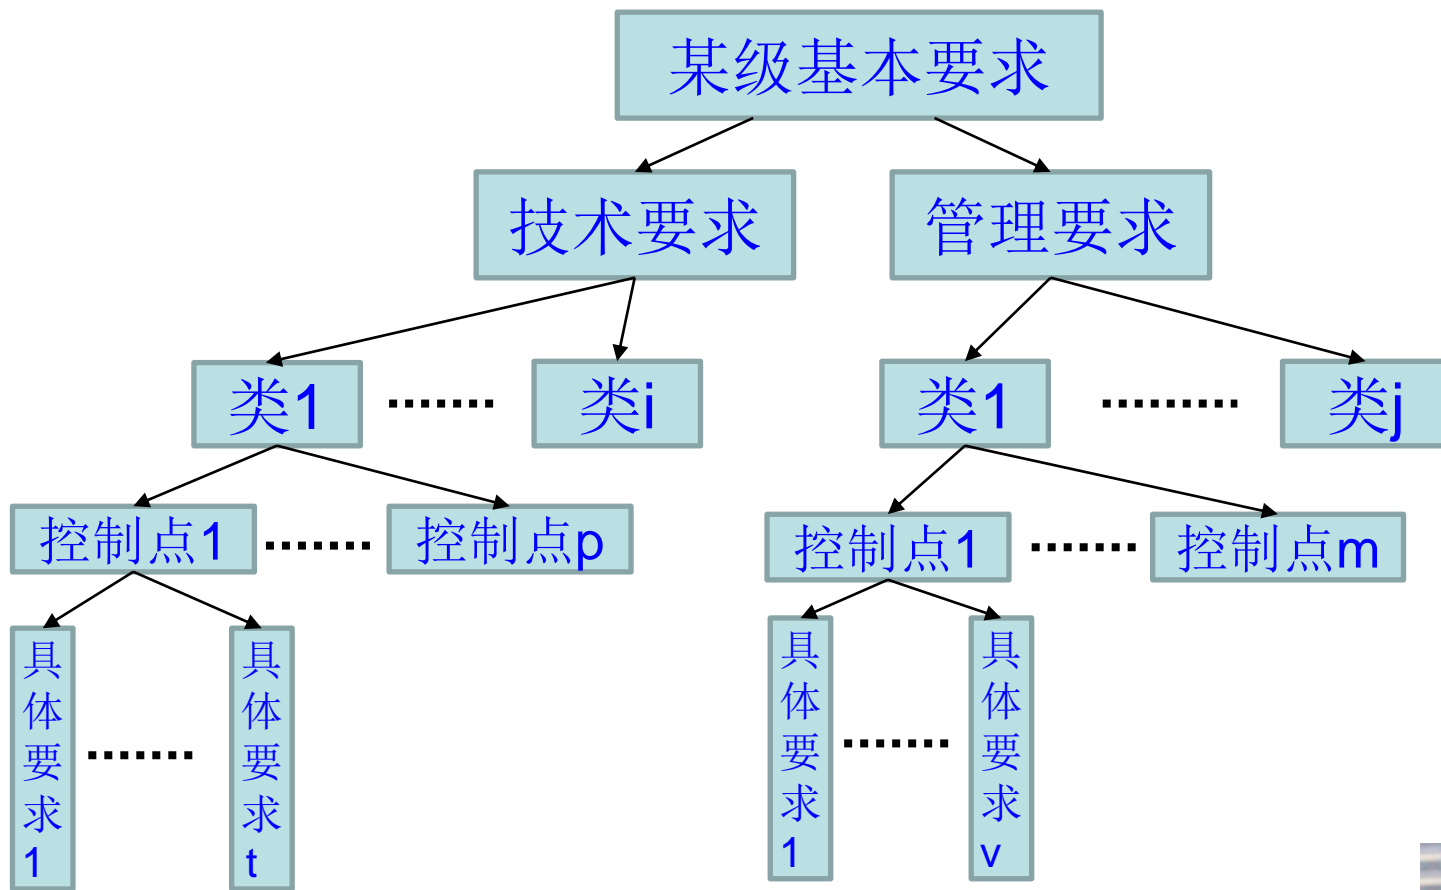 某级基本要求
技术要求
管理要求
类1
类i
类1
类j
控制点1
控制点p
控制点1
控制点m
具体要求1
具体要求t
具体要求1
具体要求v